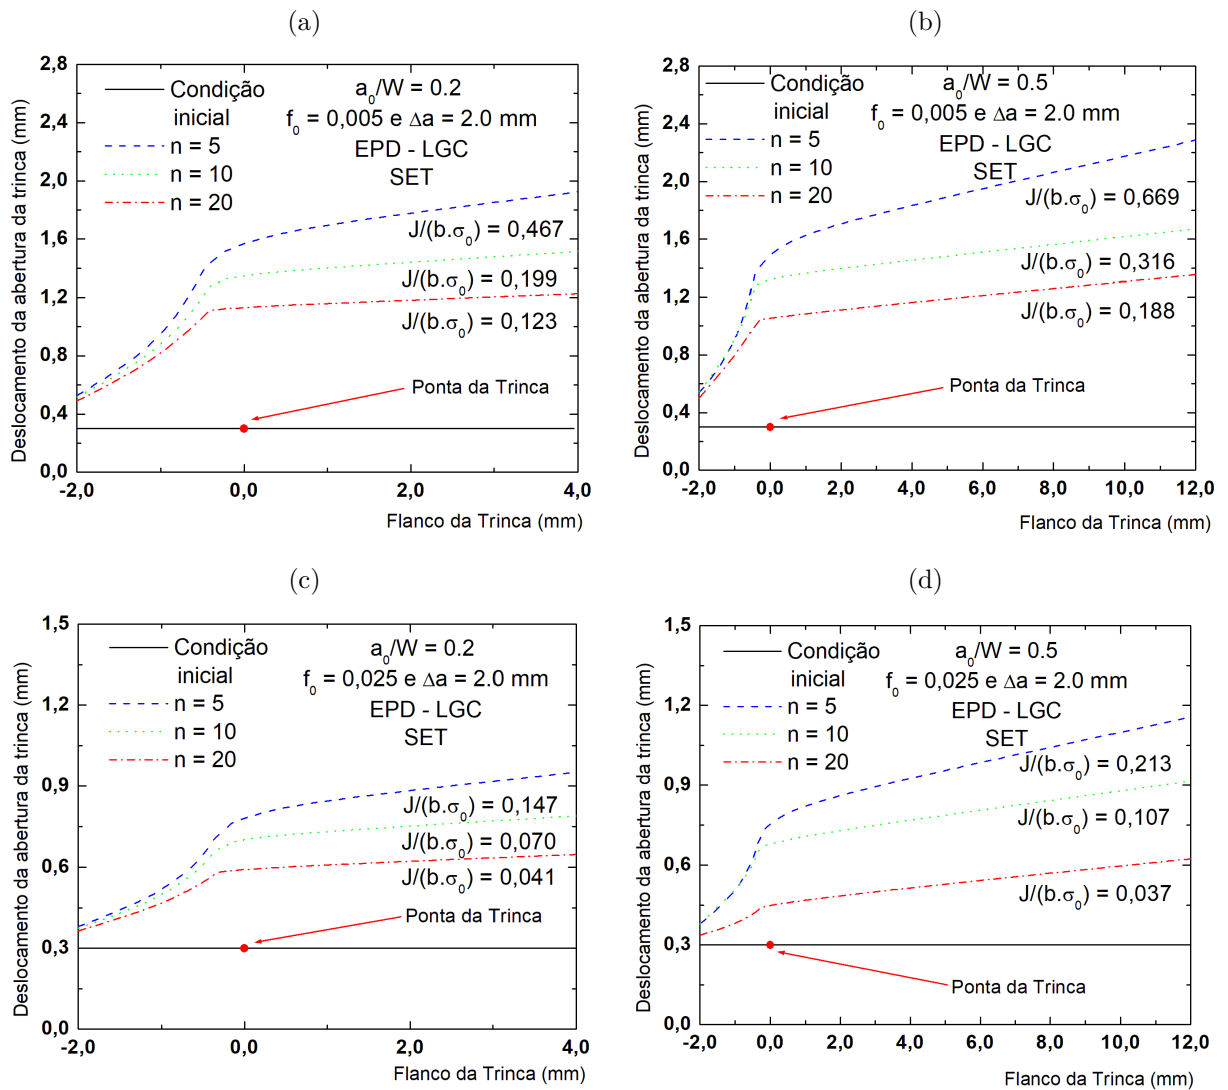 (a)
Deslocamento da abertura da trinca (mm)
2,8
2,4
2,0
1,6
1,2
0,8
0,4
0,0
Condição
inicial
n = 5
n = 10
n = 20
a0/W = 0.2
f0 = 0,005 e Δa = 2.0 mm
EPD - LGC
SET
J/(b.σ0) = 0,467
J/(b.σ0) = 0,199
J/(b.σ0) = 0,123
Ponta da Trinca
-2,0 0,0 2,0 4,0
Flanco da Trinca (mm)
(b)
Deslocamento da abertura da trinca (mm)
2,8
2,4
2,0
1,6
1,2
0,8
0,4
0,0
Condição
inicial
n = 5
n = 10
n = 20
a0/W = 0.5
f0 = 0,005 e Δa = 2.0 mm
EPD - LGC
SET
J/(b.σ0) = 0,669
J/(b.σ0) = 0,316
J/(b.σ0) = 0,188
Ponta da Trinca
-2,0 0,0 2,0 4,0 6,0 8,0 10,0 12,0
Flanco da Trinca (mm)
(c)
Deslocamento da abertura da trinca (mm)
1,5
1,2
0,9
0,6
0,3
0,0
Condição
inicial
n = 5
n = 10
n = 20
a0/W = 0.2
f0 = 0,025 e Δa = 2.0 mm
EPD - LGC
SET
J/(b.σ0) = 0,147
J/(b.σ0) = 0,070
J/(b.σ0) = 0,041
Ponta da Trinca
-2,0 0,0 2,0 4,0
Flanco da Trinca (mm)
(d)
Deslocamento da abertura da trinca (mm)
1,5
1,2
0,9
0,6
0,3
0,0
Condição
inicial
n = 5
n = 10
n = 20
a0/W = 0.5
f0 = 0,025 e Δa = 2.0 mm
EPD - LGC
SET
J/(b.σ0) = 0,213
J/(b.σ0) = 0,107
J/(b.σ0) = 0,037
Ponta da Trinca
-2,0 0,0 2,0 4,0 6,0 8,0 10,0 12,0
Flanco da Trinca (mm)